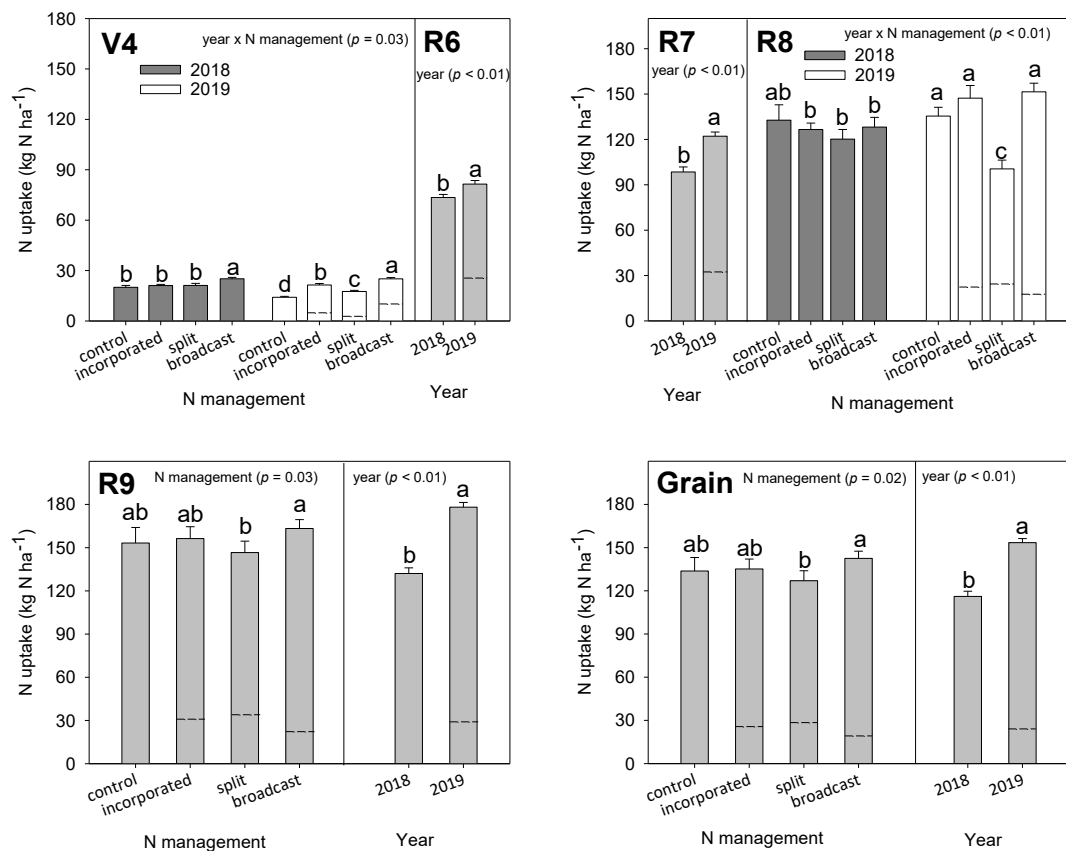 V4
year x N management (p = 0.03)
2018
2019
R6
year (p < 0.01)
N uptake (kg N ha⁻¹)
180
150
120
90
60
30
0
b b b a
d b c a
b a
control incorporated split broadcast
control incorporated split broadcast
2018 2019
N management
Year
R7
year (p < 0.01)
R8
year x N management (p < 0.01)
2018
2019
N uptake (kg N ha⁻¹)
180
150
120
90
60
30
0
b a
ab b b b
a a c a
2018 2019
control incorporated split broadcast
control incorporated split broadcast
Year
N management
R9
N management (p = 0.03)
year (p < 0.01)
N uptake (kg N ha⁻¹)
180
150
120
90
60
30
0
ab ab b a
b a
control incorporated split broadcast
2018 2019
N management
Year
Grain
N manegement (p = 0.02)
year (p < 0.01)
N uptake (kg N ha⁻¹)
180
150
120
90
60
30
0
ab ab b a
b a
control incorporated split broadcast
2018 2019
N management
Year